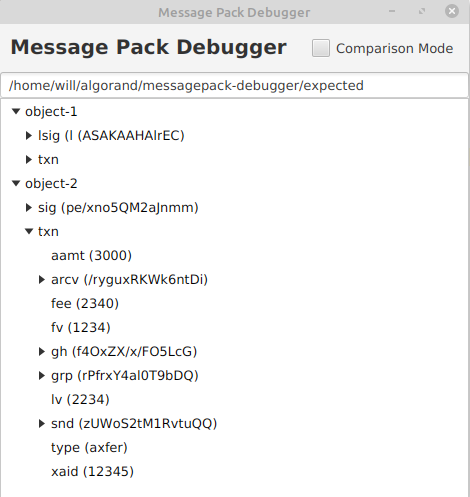 Message Pack Debugger
Message Pack Debugger
Comparison Mode
/home/will/algorand/messagepack-debugger/expected
object-1
lsig (l (ASAKAAHAlrEC)
txn
object-2
sig (pe/xno5QM2aJnmm)
txn
aamt (3000)
arcv (/ryguxRKWk6ntDi)
fee (2340)
fv (1234)
gh (f4OxZX/x/FO5LcG)
grp (rPfrxY4al0T9bDQ)
lv (2234)
snd (zUWoS2tM1RvtuQQ)
type (axfer)
xaid (12345)